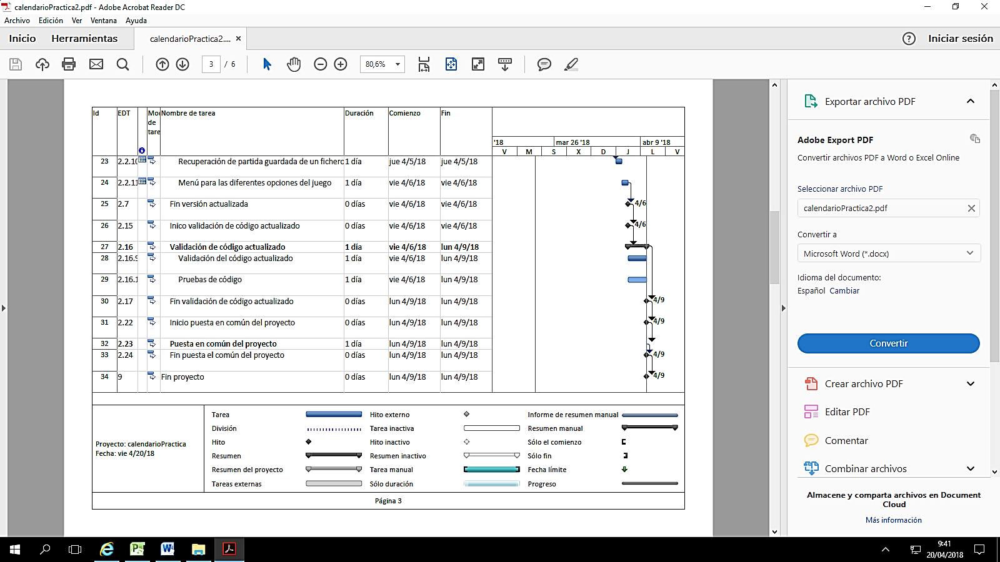 calendarioPractica2.pdf - Adobe Acrobat Reader DC
Archivo Edición Ver Ventana Ayuda
Inicio Herramientas calendarioPractica2.... × ? Iniciar sesión
3 / 6 80,6%
Id EDT Mod de tare Nombre de tarea Duración Comienzo Fin
'18 mar 26 '18 abr 9 '18
V M S X D J L V
23 2.2.10 Recuperación de partida guardada de un fichero 1 día jue 4/5/18 jue 4/5/18
24 2.2.11 Menú para las diferentes opciones del juego 1 día vie 4/6/18 vie 4/6/18
25 2.7 Fin versión actualizada 0 días vie 4/6/18 vie 4/6/18 4/6
26 2.15 Inico validación de código actualizado 0 días vie 4/6/18 vie 4/6/18 4/6
27 2.16 Validación de código actualizado 1 día vie 4/6/18 lun 4/9/18
28 2.16.9 Validación del código actualizado 1 día vie 4/6/18 lun 4/9/18
29 2.16.1 Pruebas de código 1 día vie 4/6/18 lun 4/9/18
30 2.17 Fin validación de código actualizado 0 días lun 4/9/18 lun 4/9/18 4/9
31 2.22 Inicio puesta en común del proyecto 0 días lun 4/9/18 lun 4/9/18 4/9
32 2.23 Puesta en común del proyecto 1 día lun 4/9/18 lun 4/9/18
33 2.24 Fin puesta el común del proyecto 0 días lun 4/9/18 lun 4/9/18 4/9
34 9 Fin proyecto 0 días lun 4/9/18 lun 4/9/18 4/9
Proyecto: calendarioPractica
Fecha: vie 4/20/18
Tarea Hito externo Informe de resumen manual
División Tarea inactiva Resumen manual
Hito Hito inactivo Sólo el comienzo
Resumen Resumen inactivo Sólo fin
Resumen del proyecto Tarea manual Fecha límite
Tareas externas Sólo duración Progreso
Página 3
Exportar archivo PDF
Adobe Export PDF
Convertir archivos PDF a Word o Excel Online
Seleccionar archivo PDF
calendarioPractica2.pdf
Convertir a
Microsoft Word (*.docx)
Idioma del documento:
Español Cambiar
Convertir
Crear archivo PDF
Editar PDF
Comentar
Combinar archivos
Almacene y comparta archivos en Document
Cloud
Más información
9:41
20/04/2018